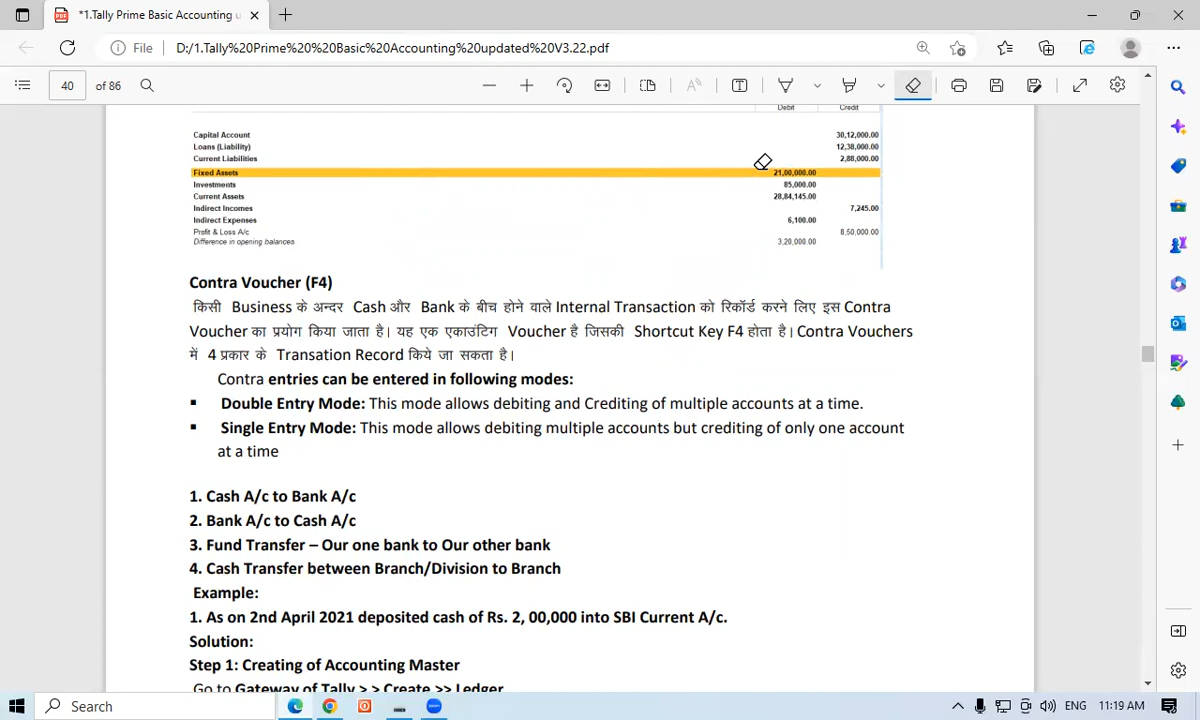 *1.Tally Prime Basic Accounting u
File D:/1.Tally%20Prime%20%20Basic%20Accounting%20updated%20V3.22.pdf
40 of 86
Debit Credit
Capital Account 30,12,000.00
Loans (Liability) 12,38,000.00
Current Liabilities 2,88,000.00
Fixed Assets 21,00,000.00
Investments 85,000.00
Current Assets 28,84,145.00
Indirect Incomes 7,245.00
Indirect Expenses 6,100.00
Profit & Loss A/c 8,50,000.00
Difference in opening balances 3,20,000.00
Contra Voucher (F4)
किसी Business के अन्दर Cash और Bank के बीच होने वाले Internal Transaction को रिकॉर्ड करने लिए इस Contra
Voucher का प्रयोग किया जाता है। यह एक एकाउंटिग Voucher है जिसकी Shortcut Key F4 होता है। Contra Vouchers
में 4 प्रकार के Transation Record किये जा सकता है।
Contra entries can be entered in following modes:
▪ Double Entry Mode: This mode allows debiting and Crediting of multiple accounts at a time.
▪ Single Entry Mode: This mode allows debiting multiple accounts but crediting of only one account
at a time
1. Cash A/c to Bank A/c
2. Bank A/c to Cash A/c
3. Fund Transfer – Our one bank to Our other bank
4. Cash Transfer between Branch/Division to Branch
Example:
1. As on 2nd April 2021 deposited cash of Rs. 2, 00,000 into SBI Current A/c.
Solution:
Step 1: Creating of Accounting Master
Go to Gateway of Tally > > Create >> Ledger
Search ENG 11:19 AM